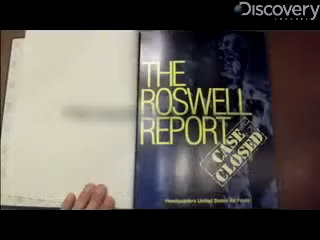 Discovery
THE
ROSWELL
REPORT
CASE
CLOSED
Headquarters United States Air Force